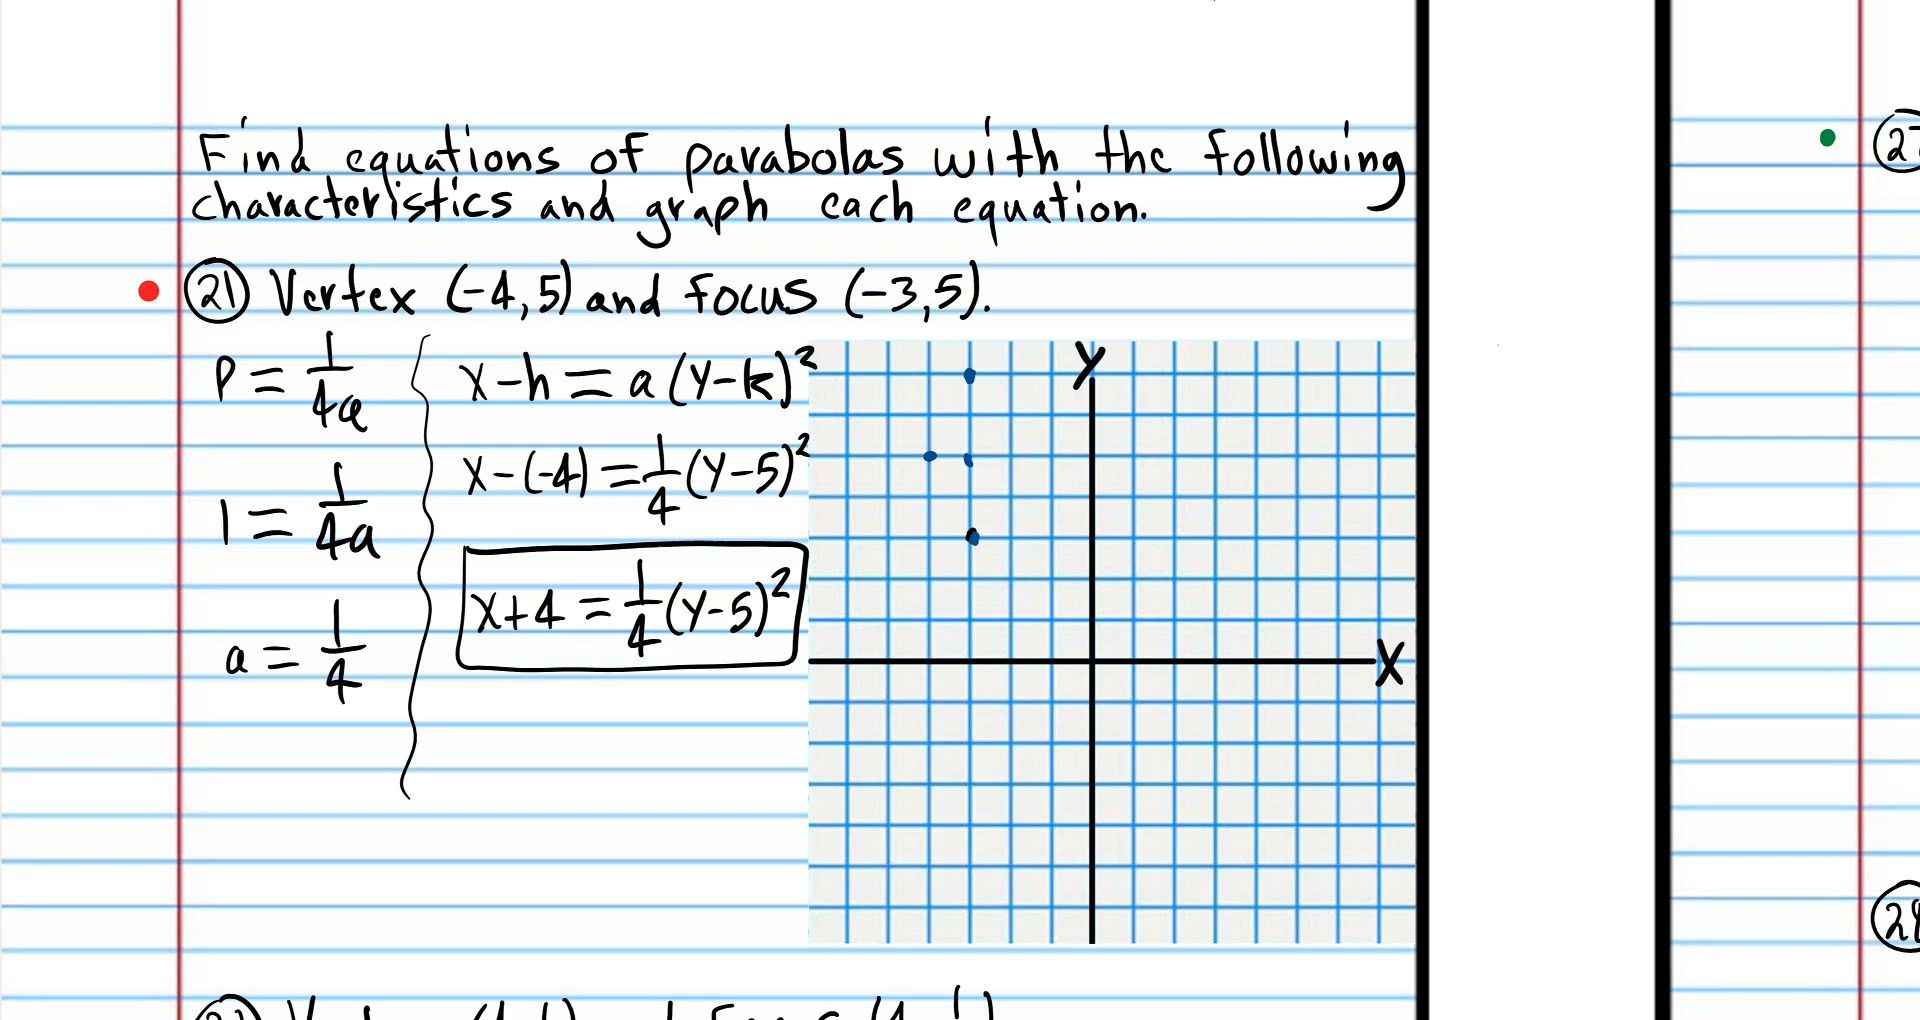 Find equations of parabolas with the following
characteristics and graph each equation.
21 Vertex (-4,5) and focus (-3,5).
P = 1/4a
x-h = a(y-k)²
x-(-4) = 1/4(y-5)²
1 = 1/4a
x+4 = 1/4(y-5)²
a = 1/4
Y
X